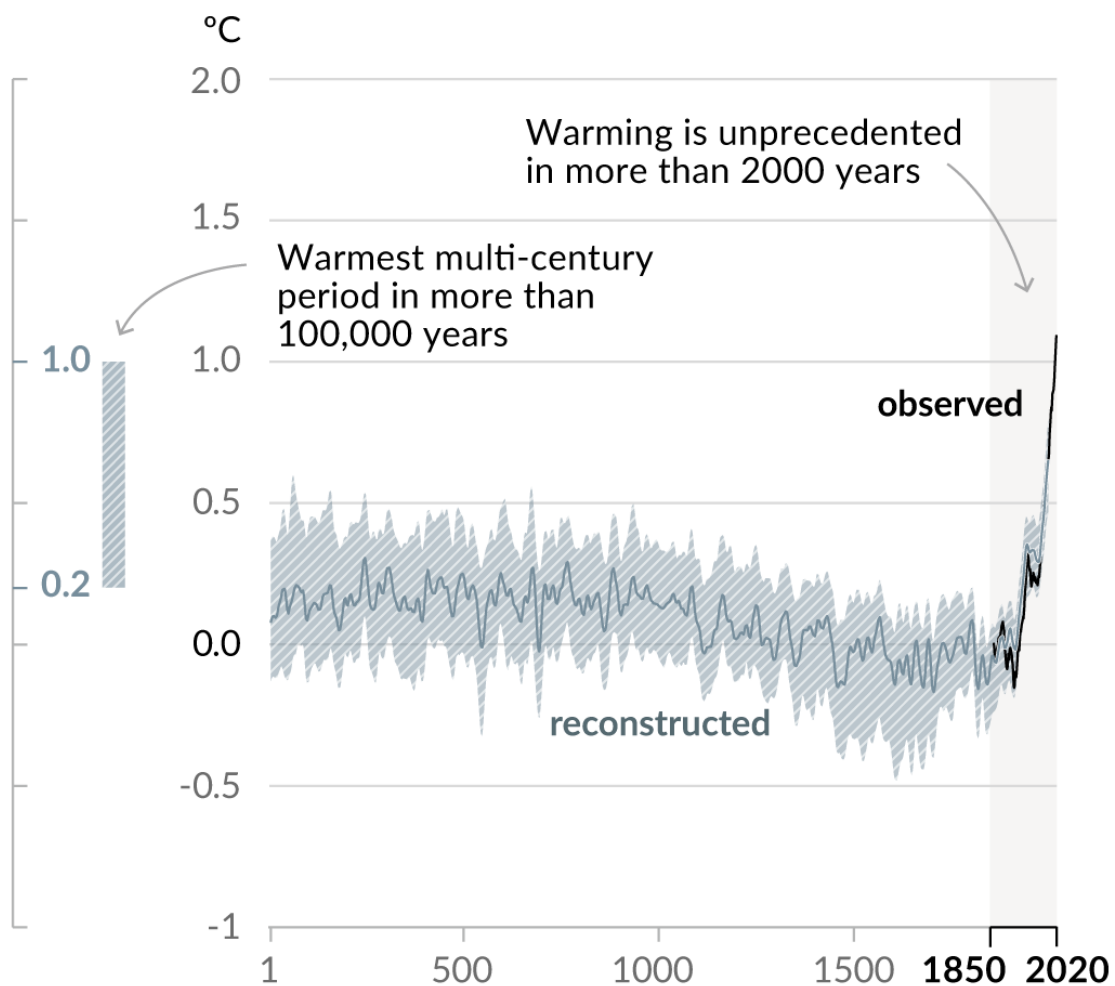 °C
2.0
Warming is unprecedented
in more than 2000 years
1.5
Warmest multi-century
period in more than
100,000 years
1.0
1.0
observed
0.5
0.2
0.0
reconstructed
-0.5
-1
1 500 1000 1500 1850 2020